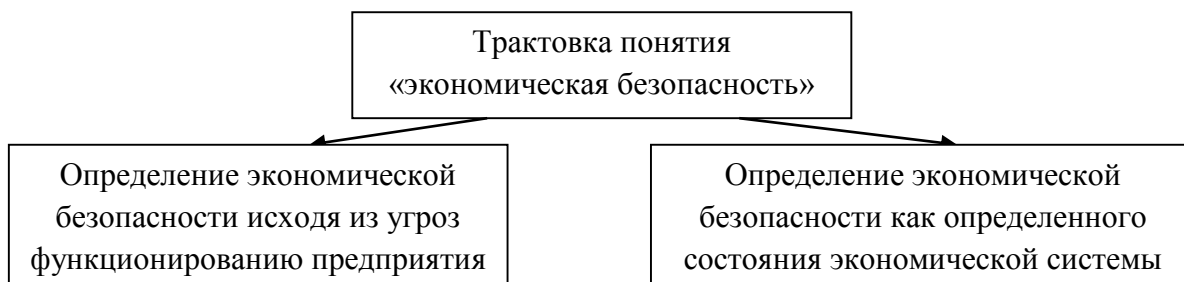 Трактовка понятия
«экономическая безопасность»
Определение экономической
безопасности исходя из угроз
функционированию предприятия
Определение экономической
безопасности как определенного
состояния экономической системы